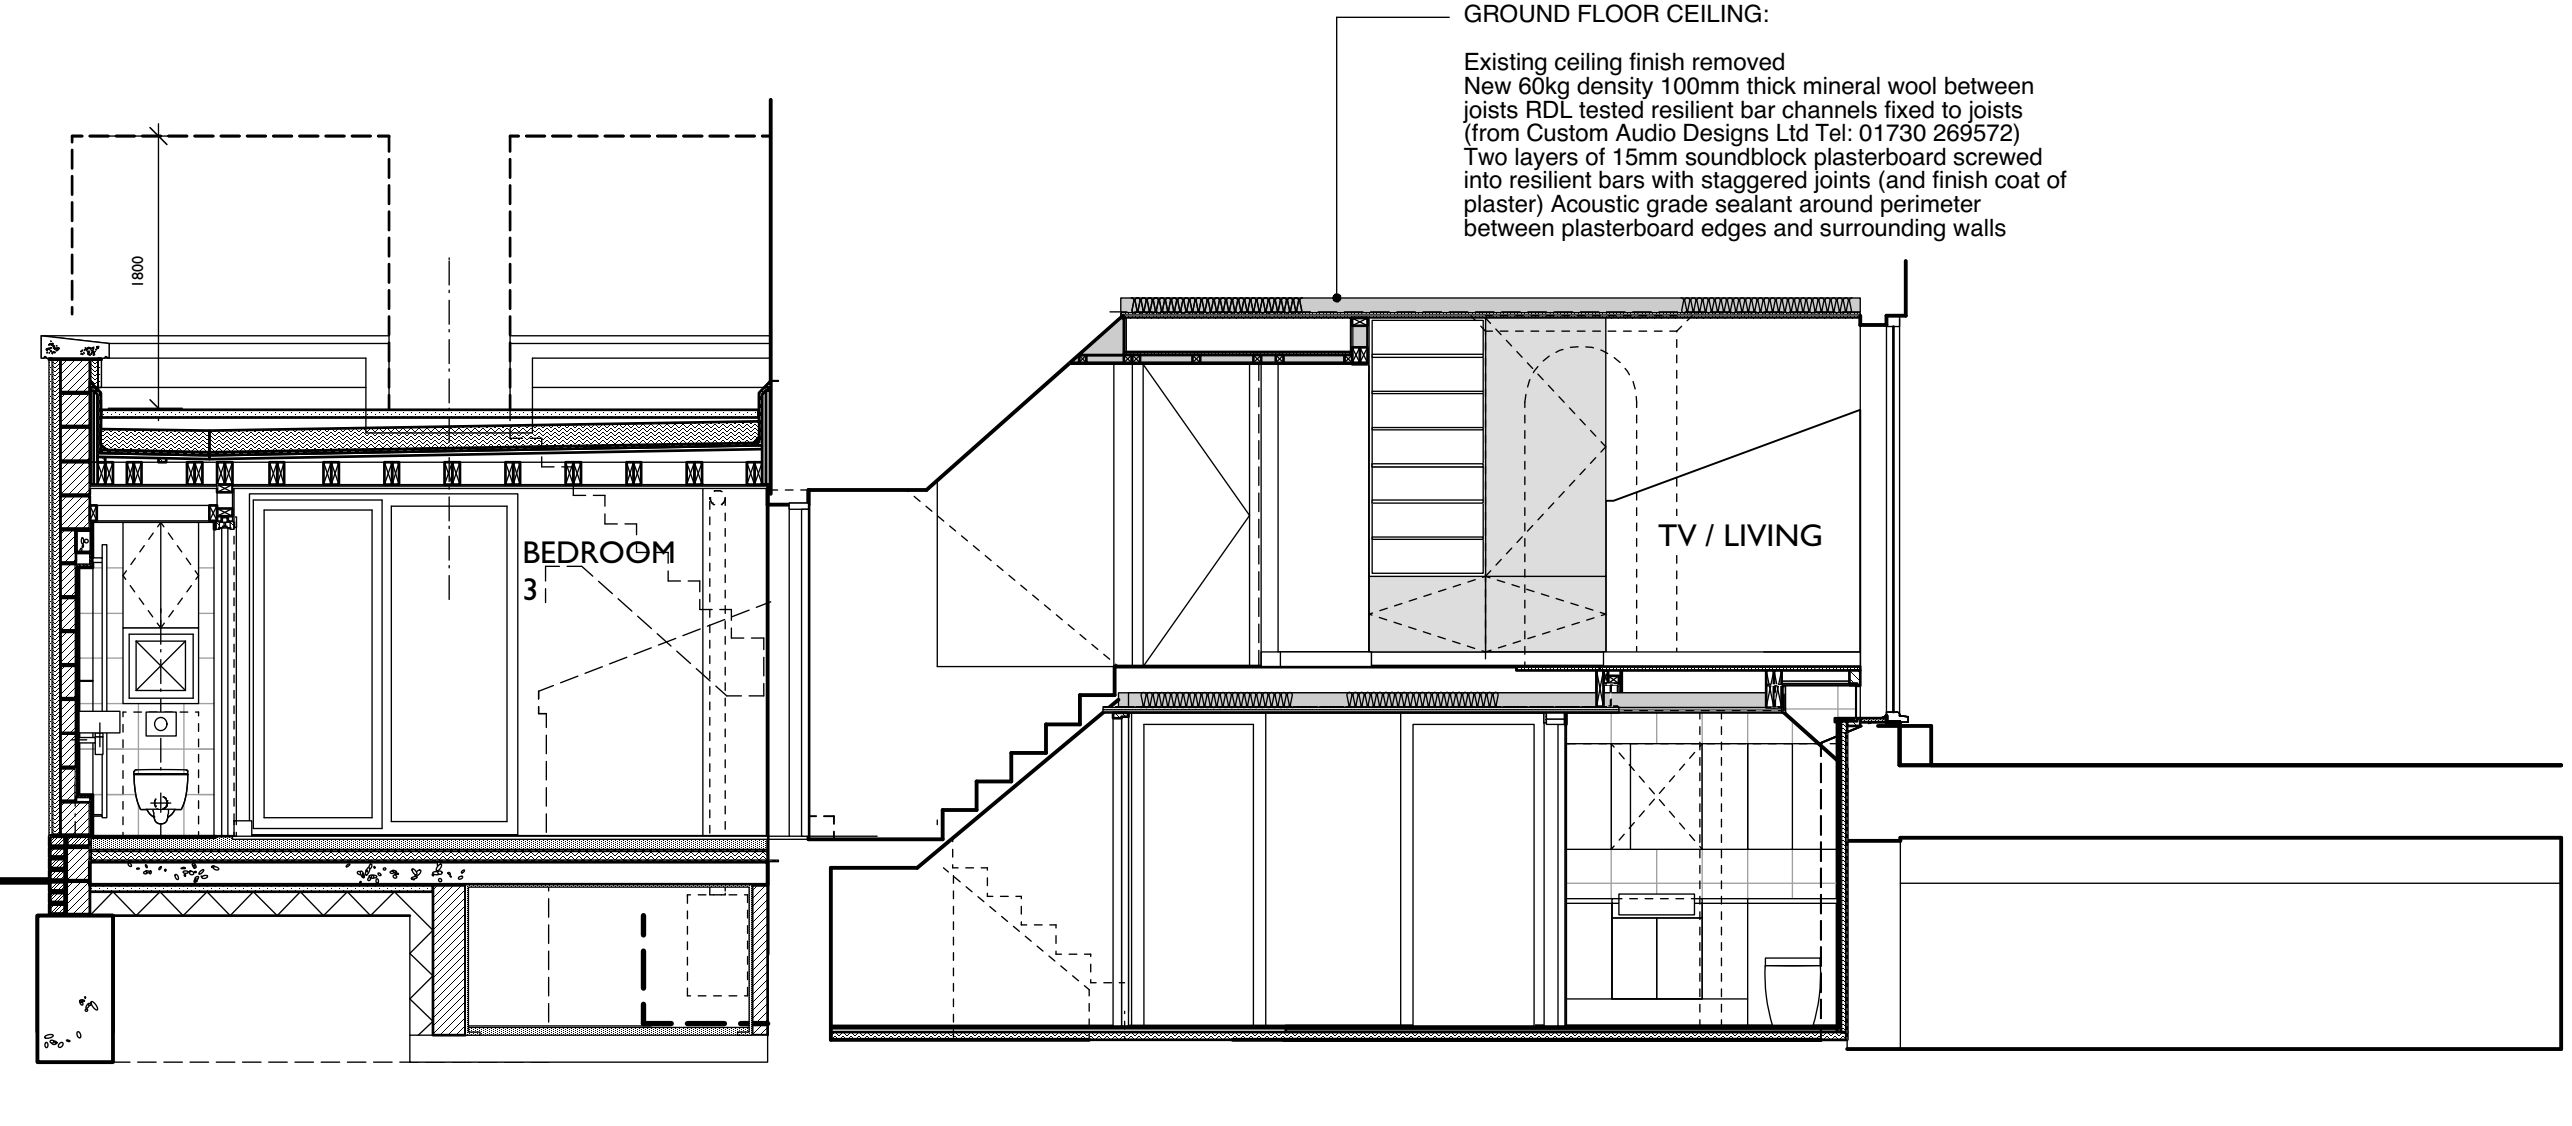 GROUND FLOOR CEILING:
Existing ceiling finish removed
New 60kg density 100mm thick mineral wool between
joists RDL tested resilient bar channels fixed to joists
(from Custom Audio Designs Ltd Tel: 01730 269572)
Two layers of 15mm soundblock plasterboard screwed
into resilient bars with staggered joints (and finish coat of
plaster) Acoustic grade sealant around perimeter
between plasterboard edges and surrounding walls
1800
BEDROOM
3
TV / LIVING